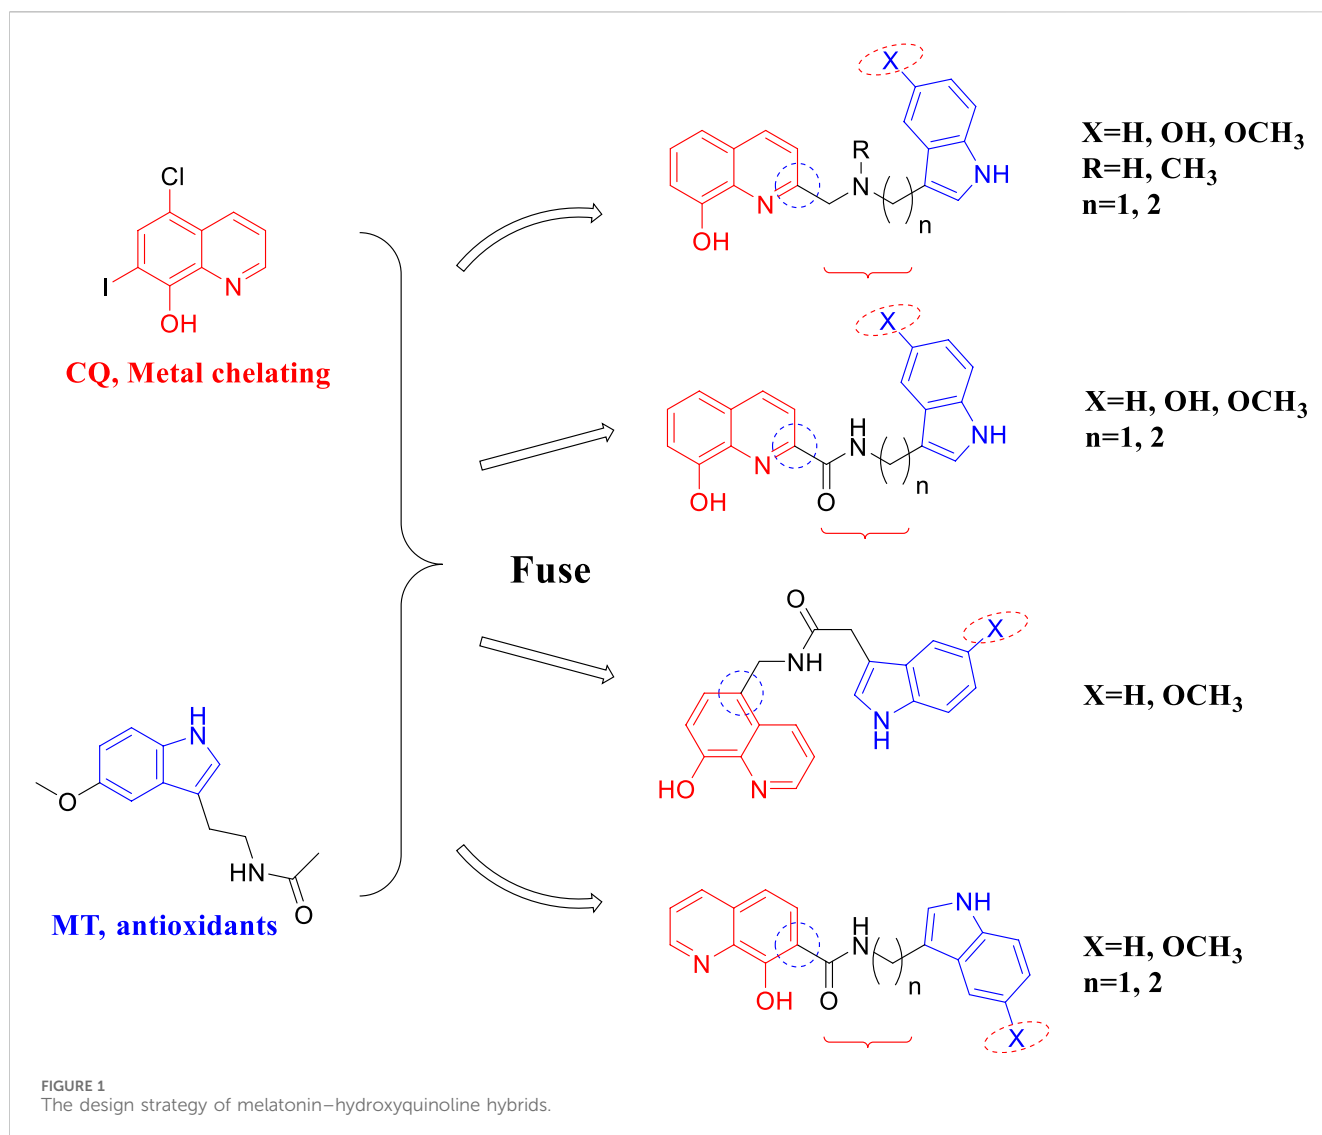 Cl
I
N
OH
CQ, Metal chelating
H
N
O
HN
O
MT, antioxidants
Fuse
X
R
N
N
NH
n
OH
X=H, OH, OCH3
R=H, CH3
n=1, 2
X
H
N
N
NH
n
OH
O
X=H, OH, OCH3
n=1, 2
O
NH
X
N
H
HO
N
X=H, OCH3
NH
H
N
N
n
OH
O
X
X=H, OCH3
n=1, 2
FIGURE 1
The design strategy of melatonin–hydroxyquinoline hybrids.